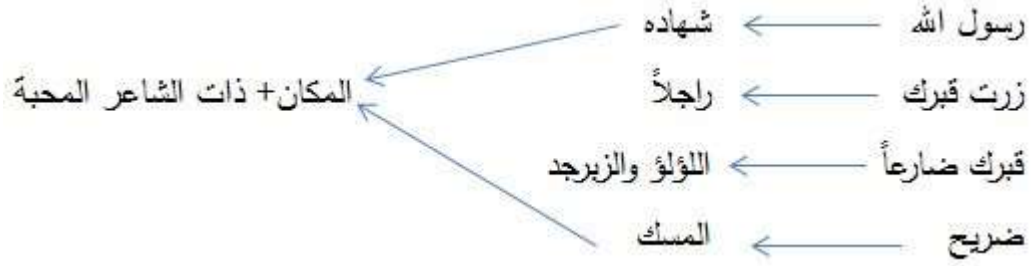 رسول الله شهاده
زرت قبرك راجلاً المكان+ ذات الشاعر المحبة
قبرك ضارعاً اللؤلؤ والزبرجد
ضريح المسك